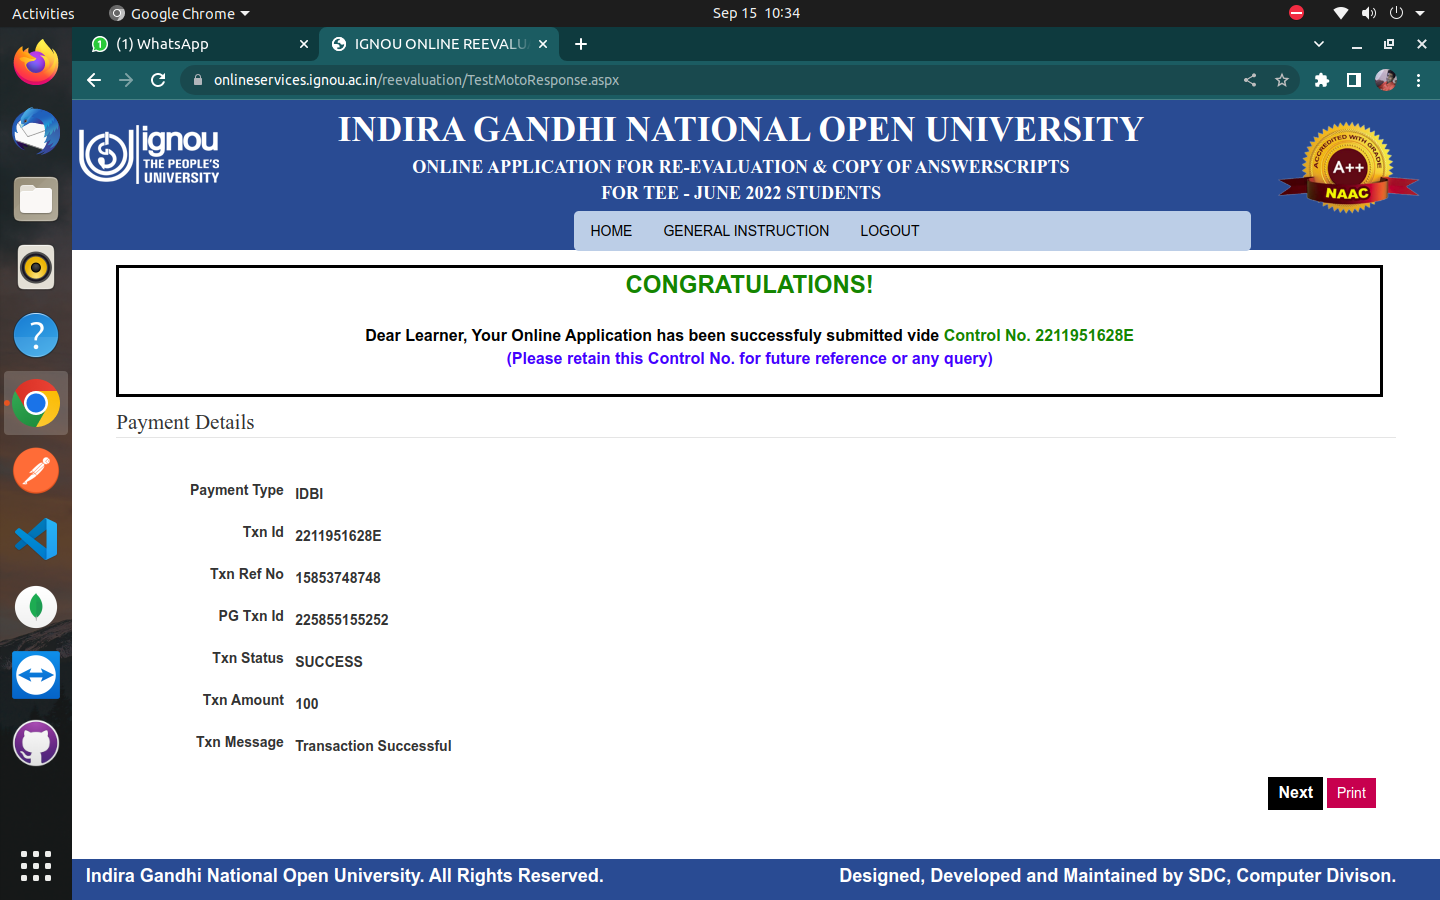 Activities
Google Chrome
Sep 15 10:34
(1) WhatsApp
IGNOU ONLINE REEVALU
onlineservices.ignou.ac.in/reevaluation/TestMotoResponse.aspx
ignou
THE PEOPLE'S
UNIVERSITY
INDIRA GANDHI NATIONAL OPEN UNIVERSITY
ONLINE APPLICATION FOR RE-EVALUATION & COPY OF ANSWERSCRIPTS
FOR TEE - JUNE 2022 STUDENTS
ACCREDITED WITH GRADE
A++
NAAC
HOME GENERAL INSTRUCTION LOGOUT
CONGRATULATIONS!
Dear Learner, Your Online Application has been successfuly submitted vide Control No. 2211951628E
(Please retain this Control No. for future reference or any query)
Payment Details
Payment Type IDBI
Txn Id 2211951628E
Txn Ref No 15853748748
PG Txn Id 225855155252
Txn Status SUCCESS
Txn Amount 100
Txn Message Transaction Successful
Next Print
Indira Gandhi National Open University. All Rights Reserved.
Designed, Developed and Maintained by SDC, Computer Divison.